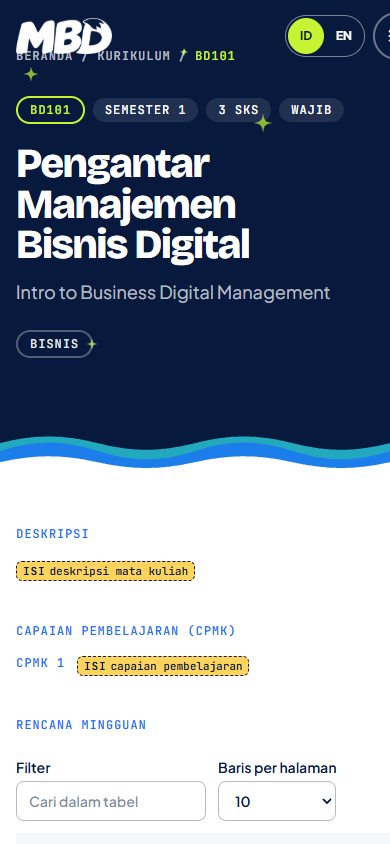 MBD
ID EN
BERANDA / KURIKULUM / BD101
BD101 SEMESTER 1 3 SKS WAJIB
Pengantar
Manajemen
Bisnis Digital
Intro to Business Digital Management
BISNIS
DESKRIPSI
ISI deskripsi mata kuliah
CAPAIAN PEMBELAJARAN (CPMK)
CPMK 1 ISI capaian pembelajaran
RENCANA MINGGUAN
Filter Baris per halaman
Cari dalam tabel 10